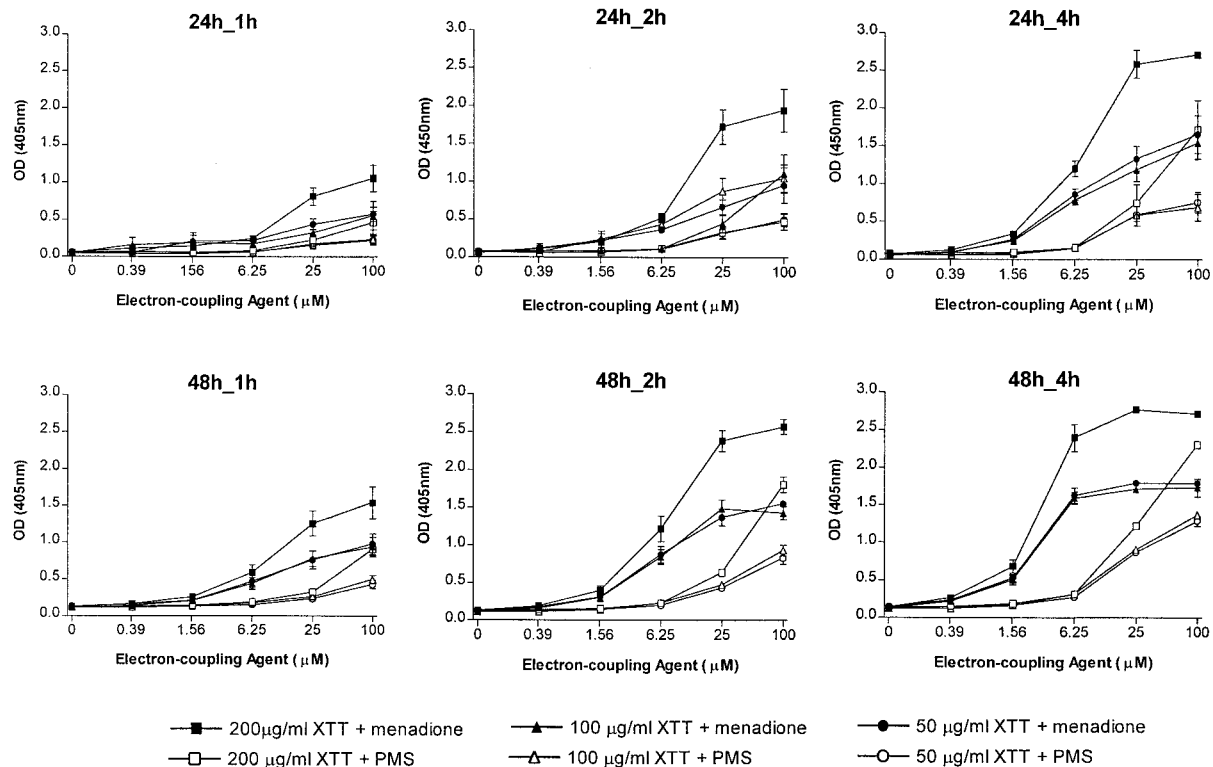 24h_1h
24h_2h
24h_4h
3.0
2.5
2.0
1.5
1.0
0.5
0.0
OD (405nm)
0 0.39 1.56 6.25 25 100
Electron-coupling Agent ( μM)
3.0
2.5
2.0
1.5
1.0
0.5
0.0
OD (450nm)
0 0.39 1.56 6.25 25 100
Electron-coupling Agent ( μM)
3.0
2.5
2.0
1.5
1.0
0.5
0.0
OD (450nm)
0 0.39 1.56 6.25 25 100
Electron-coupling Agent ( μM)
48h_1h
48h_2h
48h_4h
3.0
2.5
2.0
1.5
1.0
0.5
0.0
OD (405nm)
0 0.39 1.56 6.25 25 100
Electron-coupling Agent ( μM)
3.0
2.5
2.0
1.5
1.0
0.5
0.0
OD (405nm)
0 0.39 1.56 6.25 25 100
Electron-coupling Agent ( μM)
3.0
2.5
2.0
1.5
1.0
0.5
0.0
OD (405nm)
0 0.39 1.56 6.25 25 100
Electron-coupling Agent ( μM)
200μg/ml XTT + menadione
100 μg/ml XTT + menadione
50 μg/ml XTT + menadione
200 μg/ml XTT + PMS
100 μg/ml XTT + PMS
50 μg/ml XTT + PMS